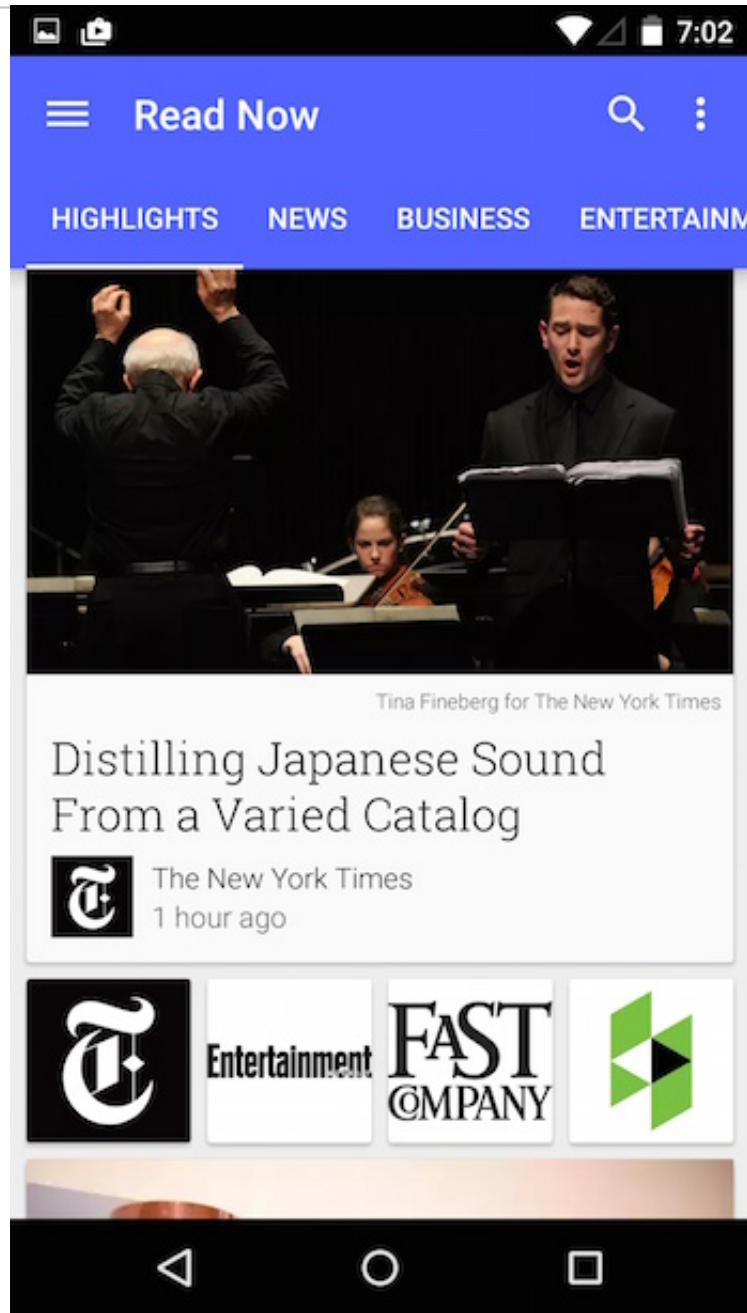 7:02
Read Now
HIGHLIGHTS NEWS BUSINESS ENTERTAINM
Tina Fineberg for The New York Times
Distilling Japanese Sound
From a Varied Catalog
The New York Times
1 hour ago
Entertainment
FAST
COMPANY